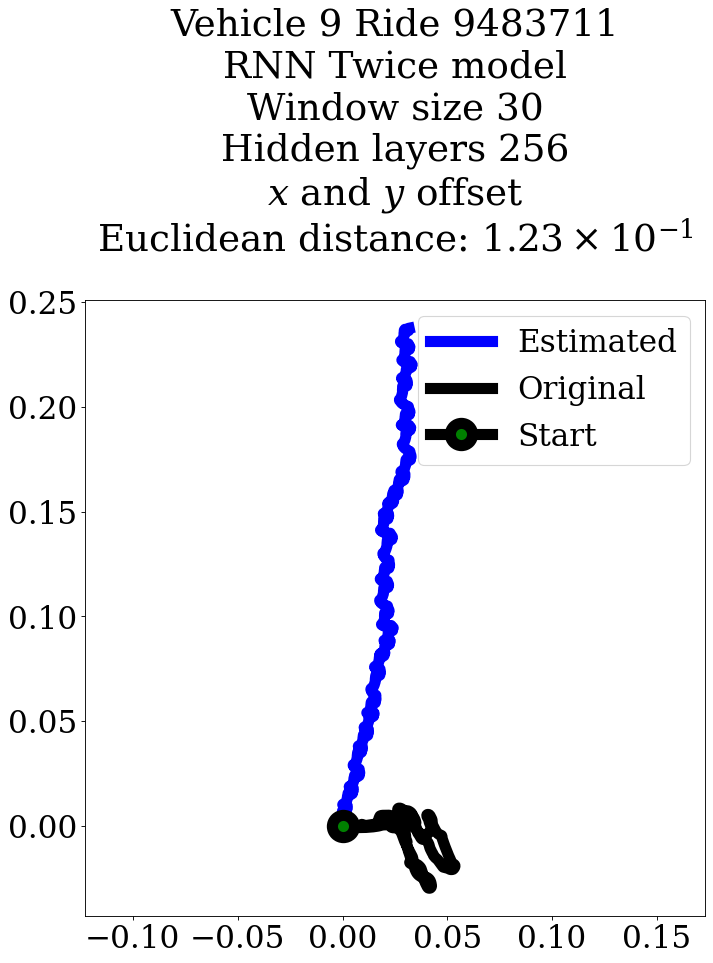 Vehicle 9 Ride 9483711
RNN Twice model
Window size 30
Hidden layers 256
x and y offset
Euclidean distance: 1.23 × 10⁻¹
0.25
0.20
0.15
0.10
0.05
0.00
Estimated
Original
Start
−0.10 −0.05 0.00 0.05 0.10 0.15